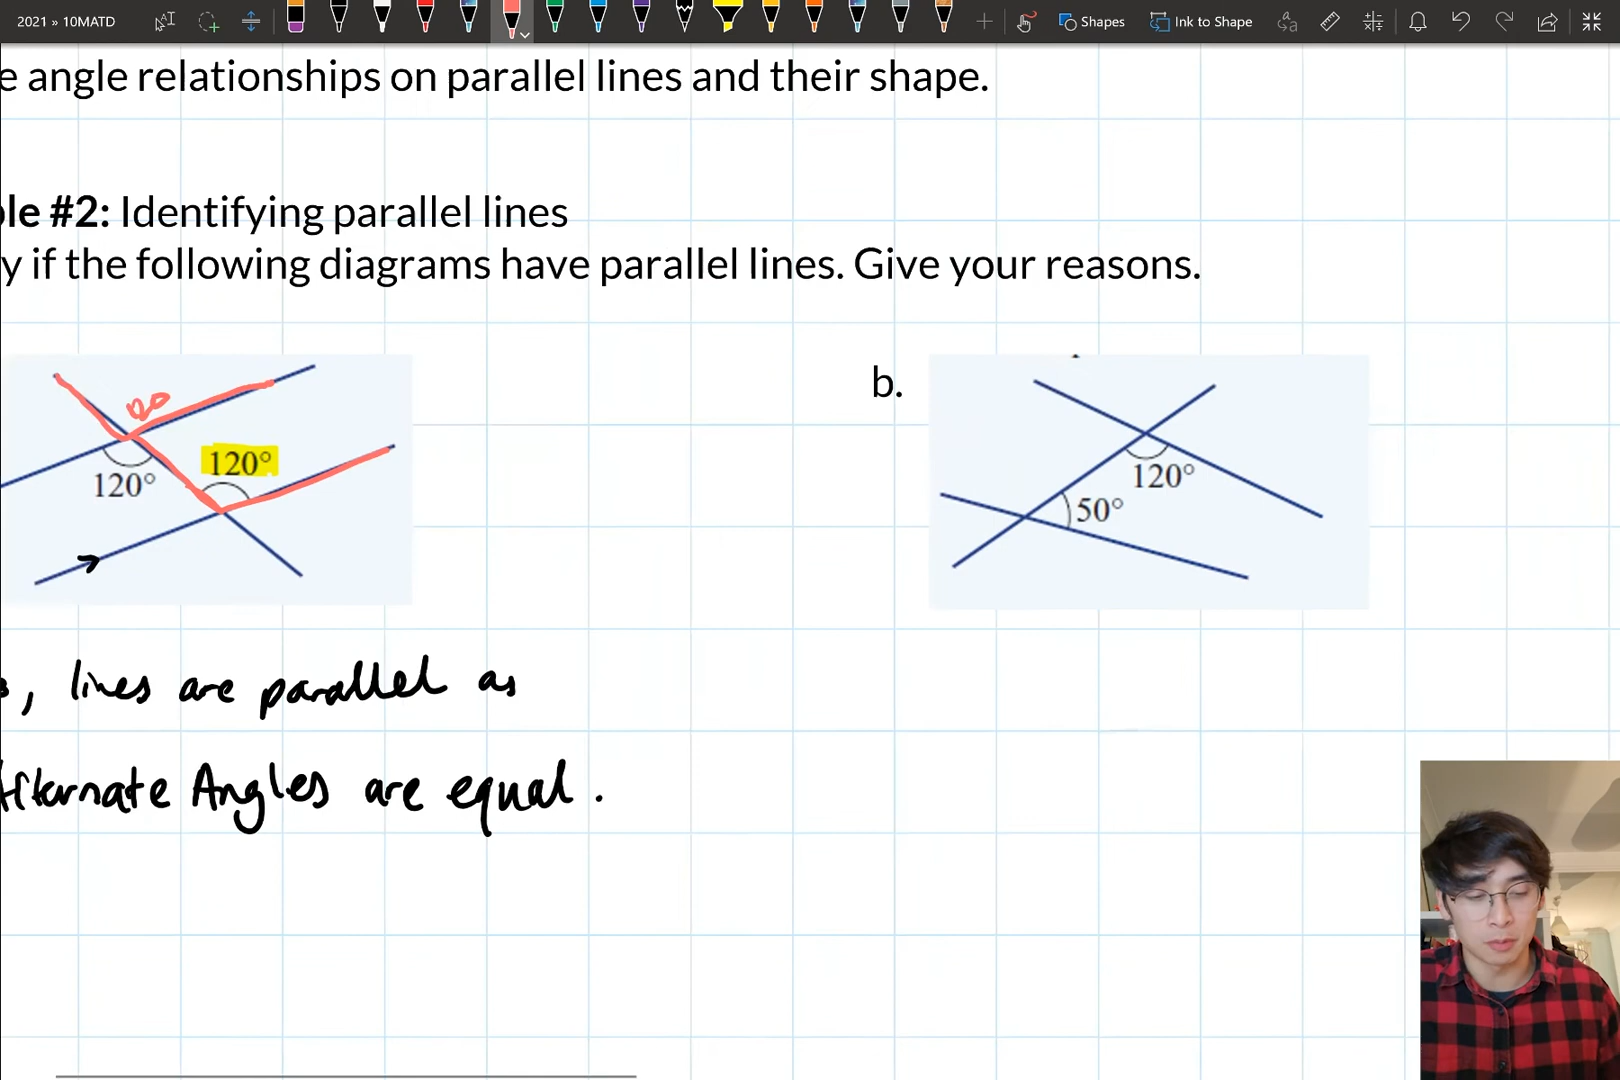 2021 » 10MATD
Shapes
Ink to Shape
e angle relationships on parallel lines and their shape.
le #2: Identifying parallel lines
y if the following diagrams have parallel lines. Give your reasons.
120°
120°
b.
120°
50°
, lines are parallel as
Alternate Angles are equal.